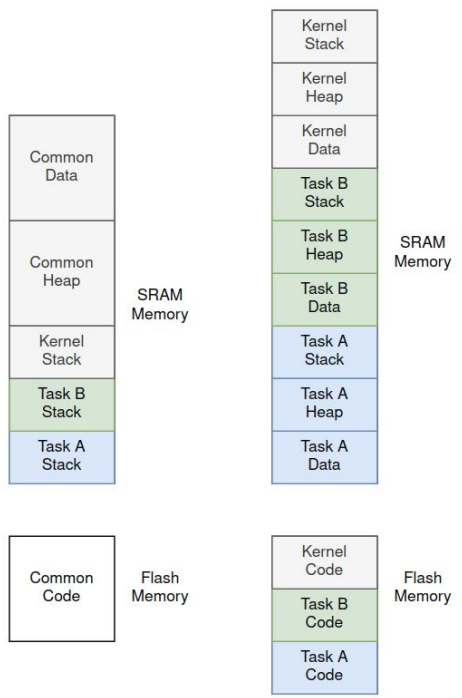 Common
Data
Common
Heap
Kernel
Stack
Task B
Stack
Task A
Stack
SRAM
Memory
Common
Code
Flash
Memory
Kernel
Stack
Kernel
Heap
Kernel
Data
Task B
Stack
Task B
Heap
Task B
Data
Task A
Stack
Task A
Heap
Task A
Data
SRAM
Memory
Kernel
Code
Task B
Code
Task A
Code
Flash
Memory